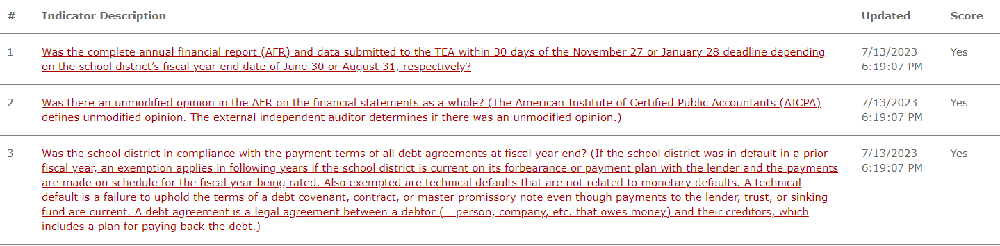 # Indicator Description Updated Score
1 Was the complete annual financial report (AFR) and data submitted to the TEA within 30 days of the November 27 or January 28 deadline depending 7/13/2023 Yes
on the school district’s fiscal year end date of June 30 or August 31, respectively? 6:19:07 PM
2 Was there an unmodified opinion in the AFR on the financial statements as a whole? (The American Institute of Certified Public Accountants (AICPA) 7/13/2023 Yes
defines unmodified opinion. The external independent auditor determines if there was an unmodified opinion.) 6:19:07 PM
3 Was the school district in compliance with the payment terms of all debt agreements at fiscal year end? (If the school district was in default in a prior 7/13/2023 Yes
fiscal year, an exemption applies in following years if the school district is current on its forbearance or payment plan with the lender and the payments 6:19:07 PM
are made on schedule for the fiscal year being rated. Also exempted are technical defaults that are not related to monetary defaults. A technical
default is a failure to uphold the terms of a debt covenant, contract, or master promissory note even though payments to the lender, trust, or sinking
fund are current. A debt agreement is a legal agreement between a debtor (= person, company, etc. that owes money) and their creditors, which
includes a plan for paying back the debt.)